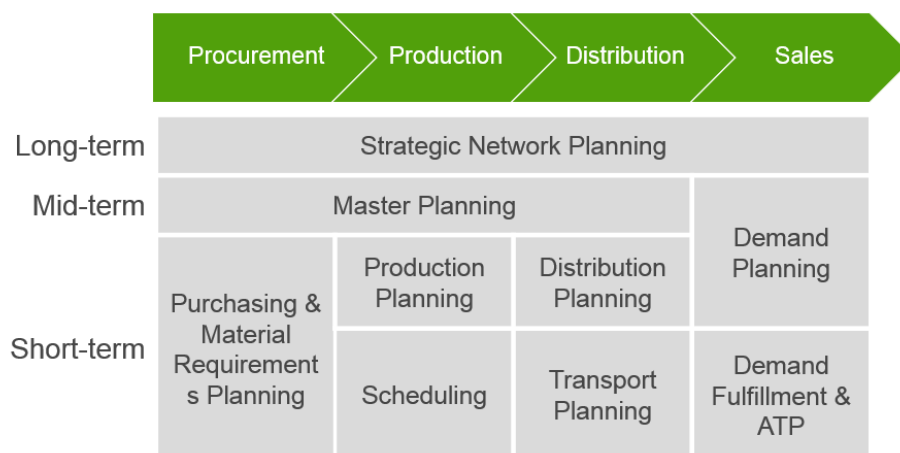 Procurement
Production
Distribution
Sales
Long-term
Strategic Network Planning
Mid-term
Master Planning
Demand
Planning
Short-term
Purchasing &
Material
Requirement
s Planning
Production
Planning
Distribution
Planning
Scheduling
Transport
Planning
Demand
Fulfillment &
ATP